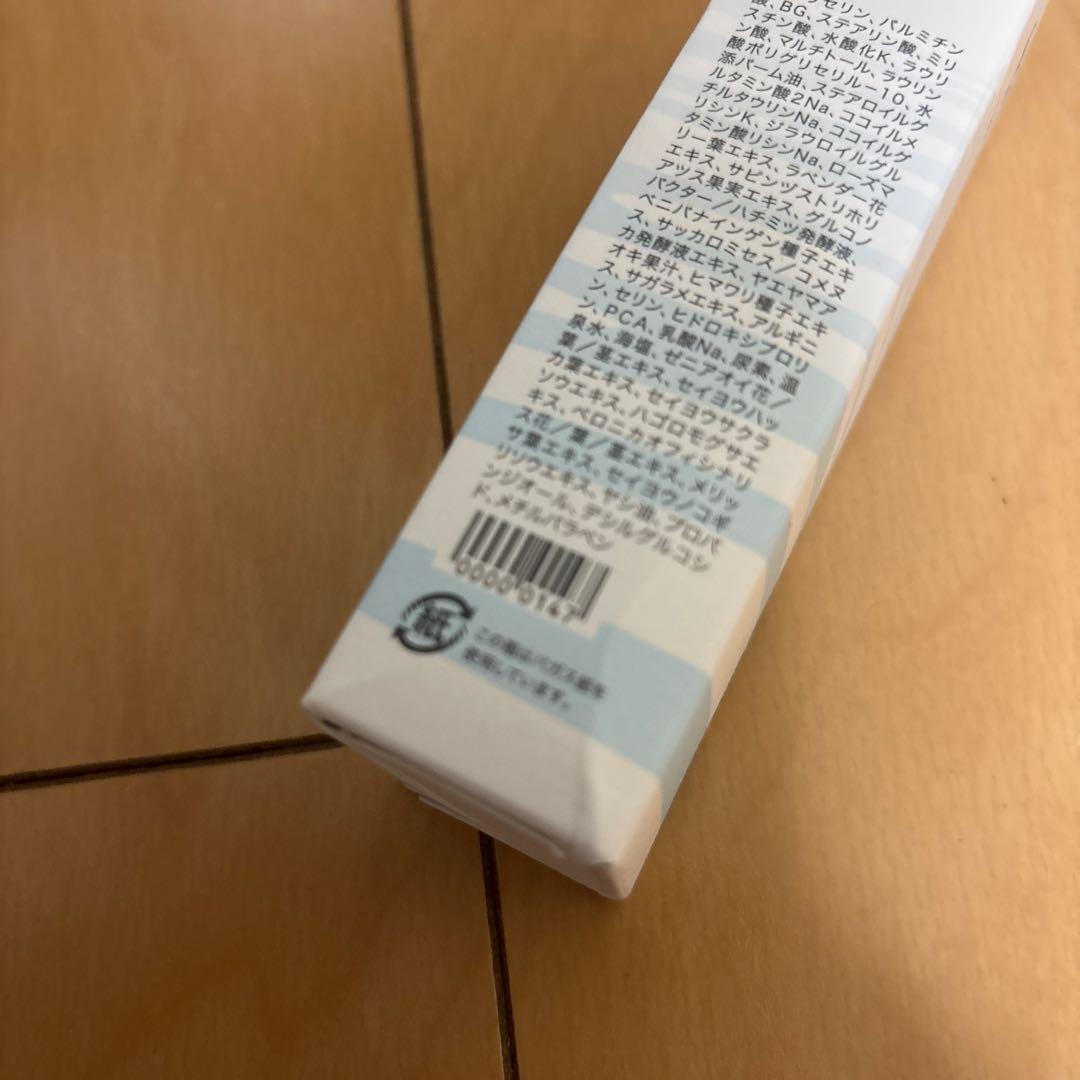 セリン、パルミチン
酸、BG、ステアリン酸、ミリ
スチン酸、水酸化K、ラウリ
ン酸、マルチトール、ラウリン
酸ポリグリセリル-10、水
添パーム油、ステアロイルグ
ルタミン酸2Na、ココイルメ
チルタウリンNa、ココイルグ
リシンK、ジラウロイルグル
タミン酸リシンNa、ローズマ
リー葉エキス、ラベンダー花
エキス、サピンヅストリホリ
アツス果実エキス、グルコノ
バクター/ハチミツ発酵液、
ベニバナインゲン種子エキ
ス、サッカロミセス/コメヌ
カ発酵液エキス、ヤエヤマア
オキ果汁、ヒマワリ種子エキ
ス、サガラメエキス、アルギニ
ン、セリン、ヒドロキシプロリ
ン、PCA、乳酸Na、尿素、温
泉水、海塩、ゼニアオイ花/
葉/茎エキス、セイヨウハッ
カ葉エキス、セイヨウサクラ
ソウエキス、ハゴロモグサエ
キス、ベロニカオフィシナリ
ス花/葉/茎エキス、メリッ
サ葉エキス、セイヨウノコギ
リソウエキス、ヤシ油、プロパ
ンジオール、デシルグルコシ
ド、メチルパラベン
0000 0147
紙
この箱はバガス紙を
使用しています。